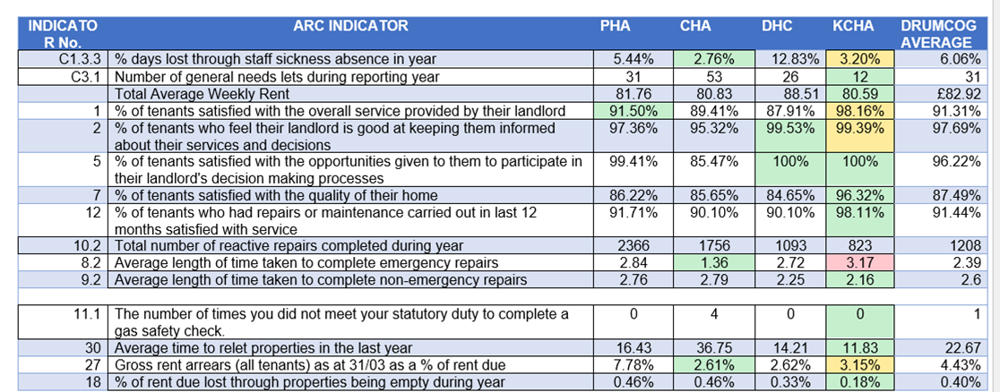 INDICATO ARC INDICATOR PHA CHA DHC KCHA DRUMCOG
R No. AVERAGE
C1.3.3 % days lost through staff sickness absence in year 5.44% 2.76% 12.83% 3.20% 6.06%
C3.1 Number of general needs lets during reporting year 31 53 26 12 31
Total Average Weekly Rent 81.76 80.83 88.51 80.59 £82.92
1 % of tenants satisfied with the overall service provided by their landlord 91.50% 89.41% 87.91% 98.16% 91.31%
2 % of tenants who feel their landlord is good at keeping them informed 97.36% 95.32% 99.53% 99.39% 97.69%
about their services and decisions
5 % of tenants satisfied with the opportunities given to them to participate in 99.41% 85.47% 100% 100% 96.22%
their landlord's decision making processes
7 % of tenants satisfied with the quality of their home 86.22% 85.65% 84.65% 96.32% 87.49%
12 % of tenants who had repairs or maintenance carried out in last 12 91.71% 90.10% 90.10% 98.11% 91.44%
months satisfied with service
10.2 Total number of reactive repairs completed during year 2366 1756 1093 823 1208
8.2 Average length of time taken to complete emergency repairs 2.84 1.36 2.72 3.17 2.39
9.2 Average length of time taken to complete non-emergency repairs 2.76 2.79 2.25 2.16 2.6
11.1 The number of times you did not meet your statutory duty to complete a 0 4 0 0 1
gas safety check.
30 Average time to relet properties in the last year 16.43 36.75 14.21 11.83 22.67
27 Gross rent arrears (all tenants) as at 31/03 as a % of rent due 7.78% 2.61% 2.62% 3.15% 4.43%
18 % of rent due lost through properties being empty during year 0.46% 0.46% 0.33% 0.18% 0.40%